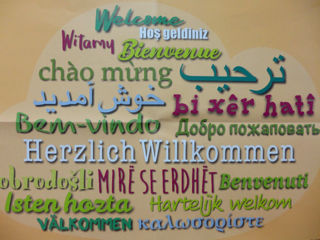 Welcome
Hoş geldiniz
Witamy
Bienvenue
chào mừng
ترحيب
خوش آمدید
bi xêr hatî
Bem-vindo
Добро пожаловать
Herzlich Willkommen
obrodošli
MIRË SE ERDHËT
Benvenuti
Isten hozta
Hartelijk welkom
VÄLKOMMEN
καλωσορίστε